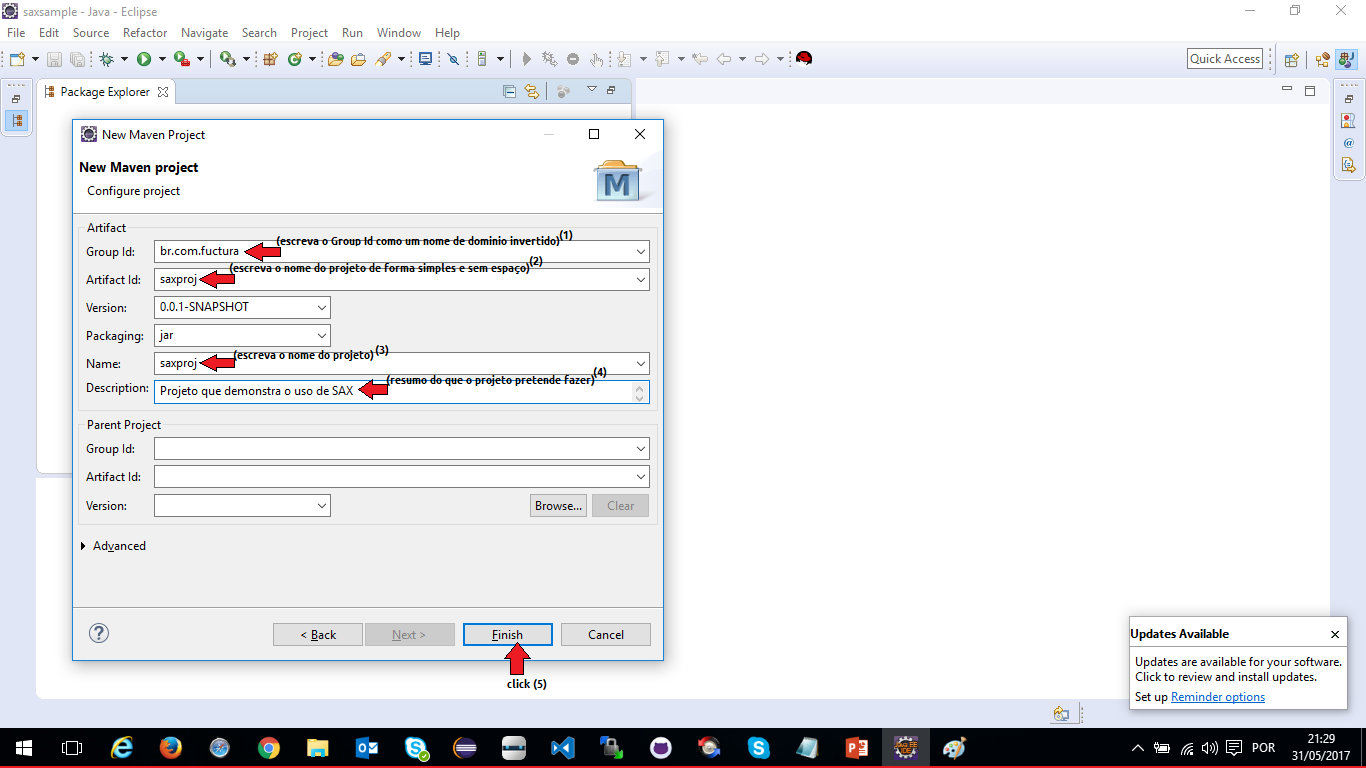 saxsample - Java - Eclipse
File Edit Source Refactor Navigate Search Project Run Window Help
Quick Access
Package Explorer
New Maven Project
New Maven project
Configure project
M
Artifact
Group Id: br.com.fuctura (escreva o Group Id como um nome de dominio invertido) (1)
Artifact Id: saxproj (escreva o nome do projeto de forma simples e sem espaço) (2)
Version: 0.0.1-SNAPSHOT
Packaging: jar
Name: saxproj (escreva o nome do projeto) (3)
Description: Projeto que demonstra o uso de SAX (resumo do que o projeto pretende fazer) (4)
Parent Project
Group Id:
Artifact Id:
Version: Browse... Clear
Advanced
? < Back Next > Finish Cancel
click (5)
Updates Available
Updates are available for your software.
Click to review and install updates.
Set up Reminder options
POR
21:29
31/05/2017